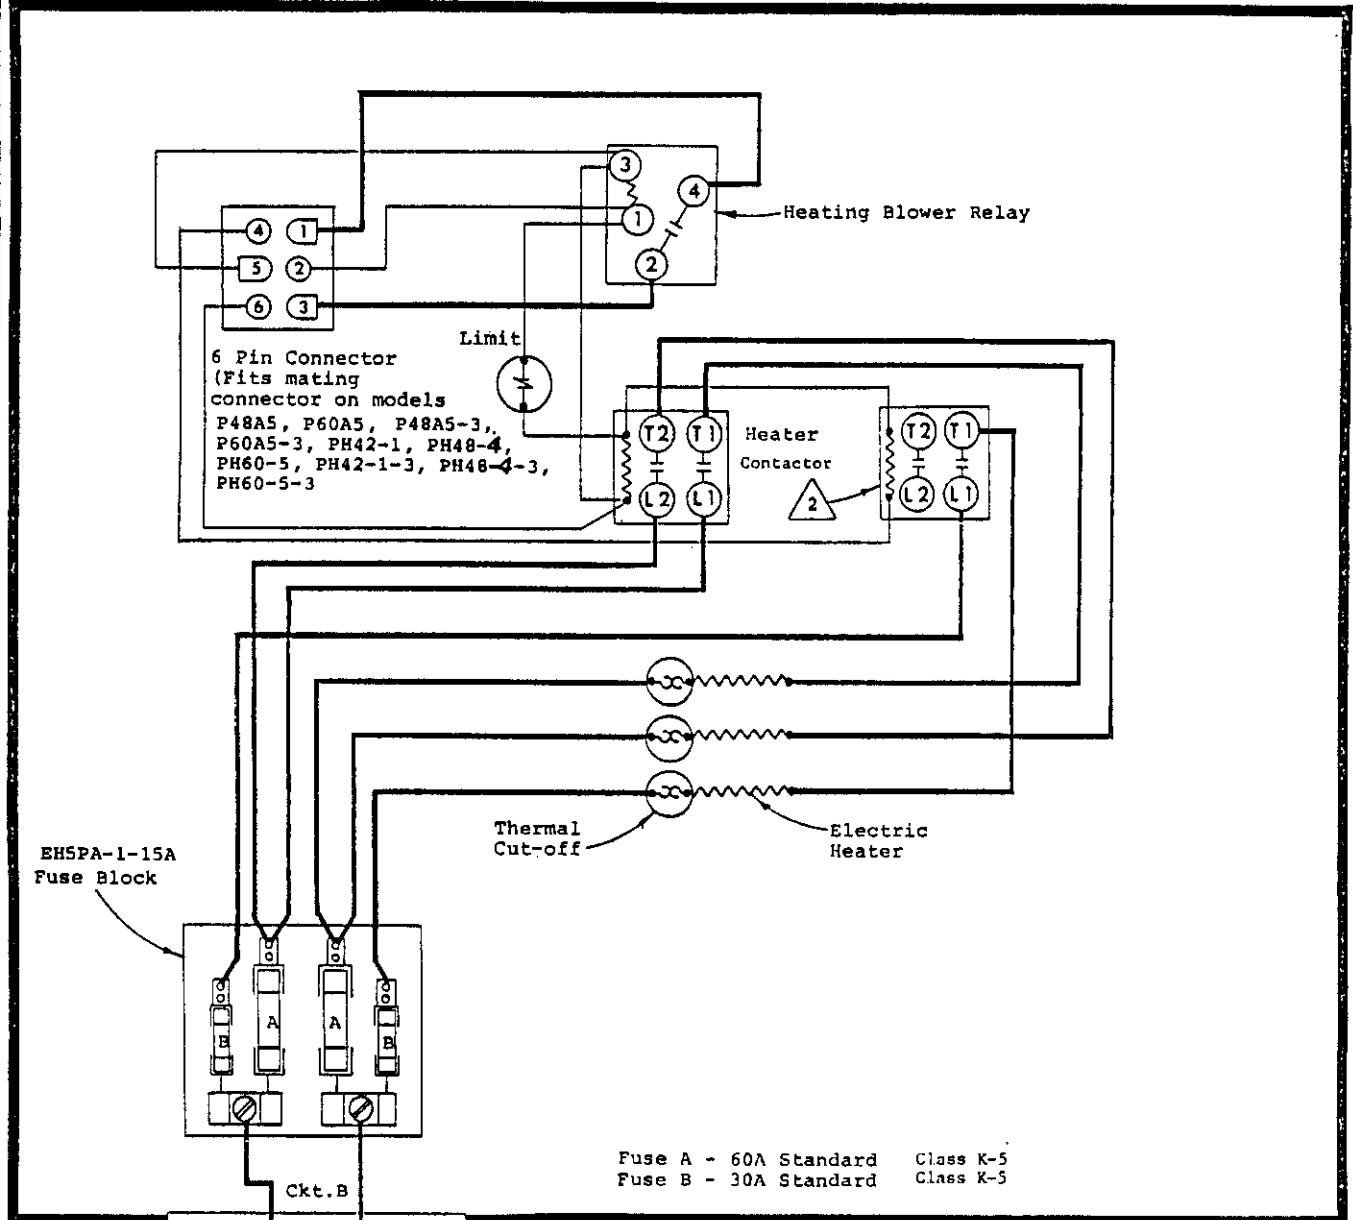 3
4
1
2
Heating Blower Relay
4 1
5 2
6 3
Limit
6 Pin Connector
(Fits mating
connector on models
P48A5, P60A5, P48A5-3,
P60A5-3, PH42-1, PH48-4,
PH60-5, PH42-1-3, PH48-4-3,
PH60-5-3
T2 T1
L2 L1
Heater
Contactor
2
T2 T1
L2 L1
Thermal
Cut-off
Electric
Heater
EH5PA-1-15A
Fuse Block
B A A B
Ckt.B
Fuse A - 60A Standard Class K-5
Fuse B - 30A Standard Class K-5